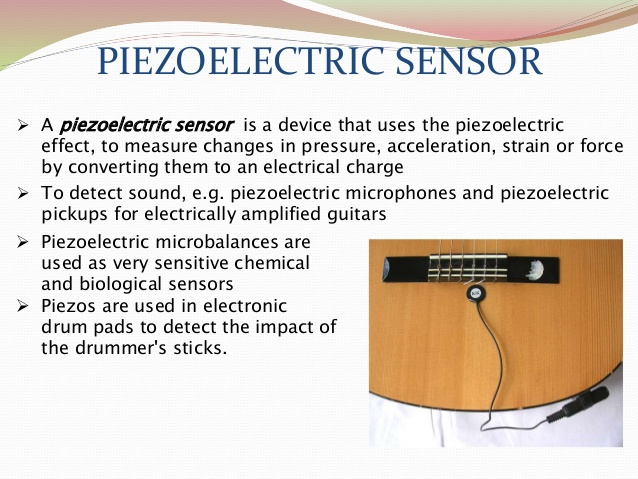 PIEZOELECTRIC SENSOR
➢ A piezoelectric sensor is a device that uses the piezoelectric
effect, to measure changes in pressure, acceleration, strain or force
by converting them to an electrical charge
➢ To detect sound, e.g. piezoelectric microphones and piezoelectric
pickups for electrically amplified guitars
➢ Piezoelectric microbalances are
used as very sensitive chemical
and biological sensors
➢ Piezos are used in electronic
drum pads to detect the impact of
the drummer's sticks.